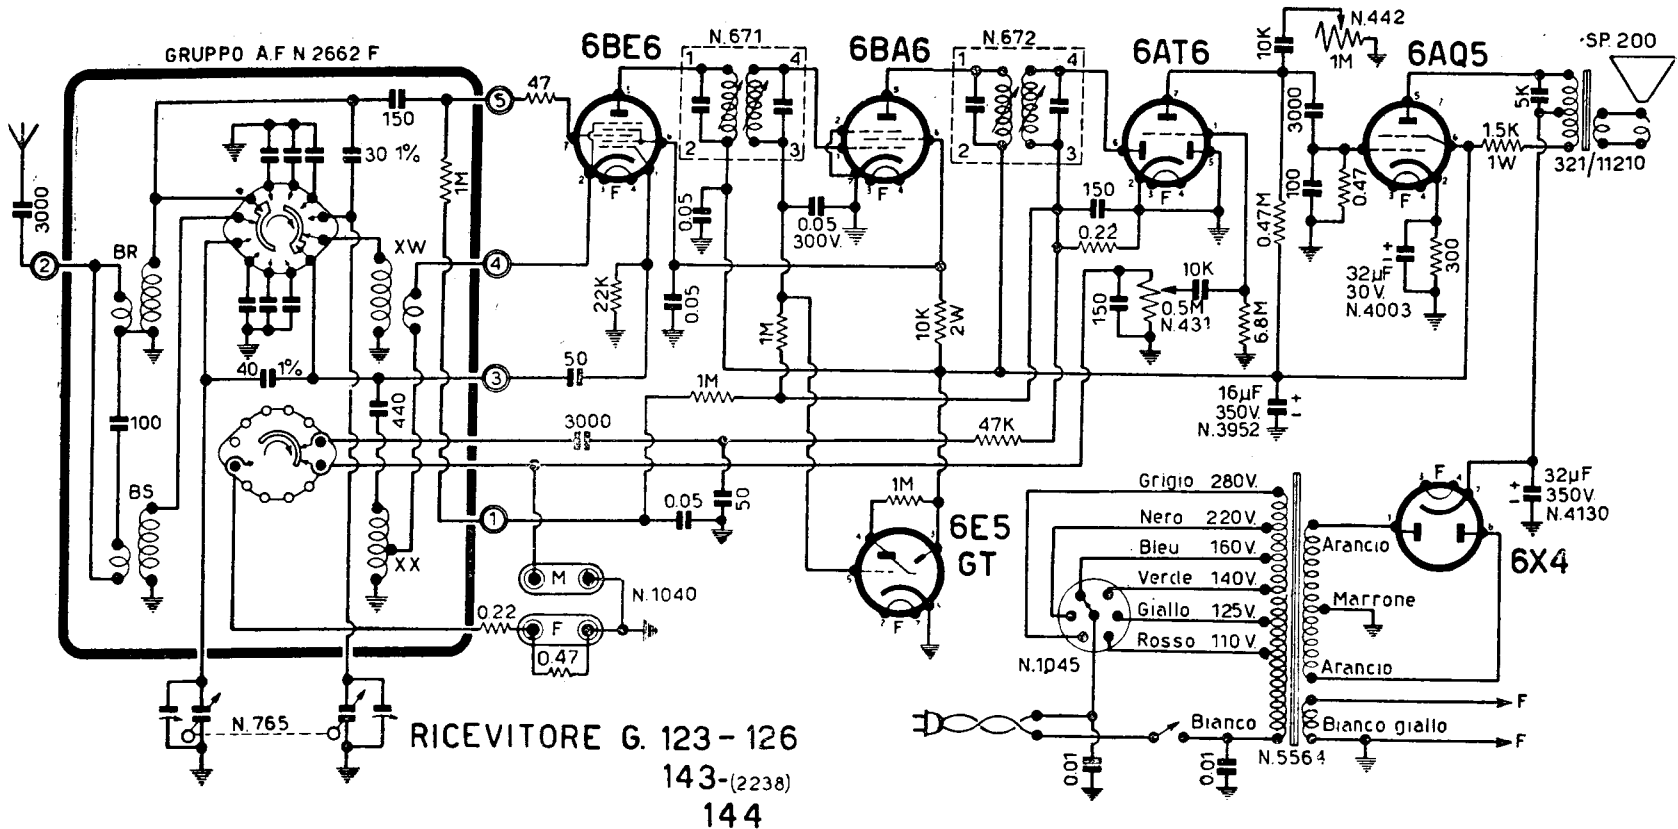 GRUPPO A.F N 2662 F
6BE6
N.671
6BA6
N.672
6AT6
10K
N.442
1M
6AQ5
SP. 200
5K
1.5K
1W
321/11210
3000
100
0.47
47
5
150
30 1%
1M
3000
2
BR
XW
4
1
4
2
3
1
4
2
3
F
F
F
F
0.05
0.05
300V.
150
0.22
0.47M
32µF
30V.
N.4003
300
22K
0.05
1M
10K
2W
150
10K
0.5M
N.431
6.8M
40 1%
3
50
440
100
1M
16µF
350V.
N.3952
3000
47K
BS
XX
1
0.05
50
1M
6E5
GT
F
M
N.1040
0.22
F
0.47
Grigio 280V.
Nero 220V.
Bleu 160V.
Verde 140V.
Giallo 125V.
Rosso 110V.
N.1045
Arancio
Marrone
Arancio
F
6X4
32µF
350V.
N.4130
N.765
Bianco
Bianco giallo
F
F
N.5564
0.01
0.01
RICEVITORE G. 123-126
143-(2238)
144